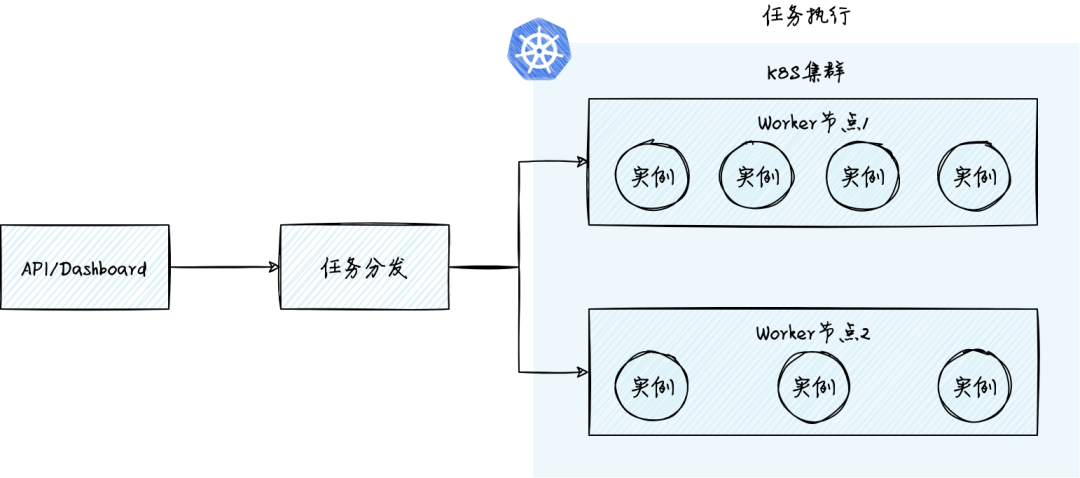 任务执行
K8S集群
Worker节点1
实例 实例 实例 实例
API/Dashboard
任务分发
Worker节点2
实例 实例 实例